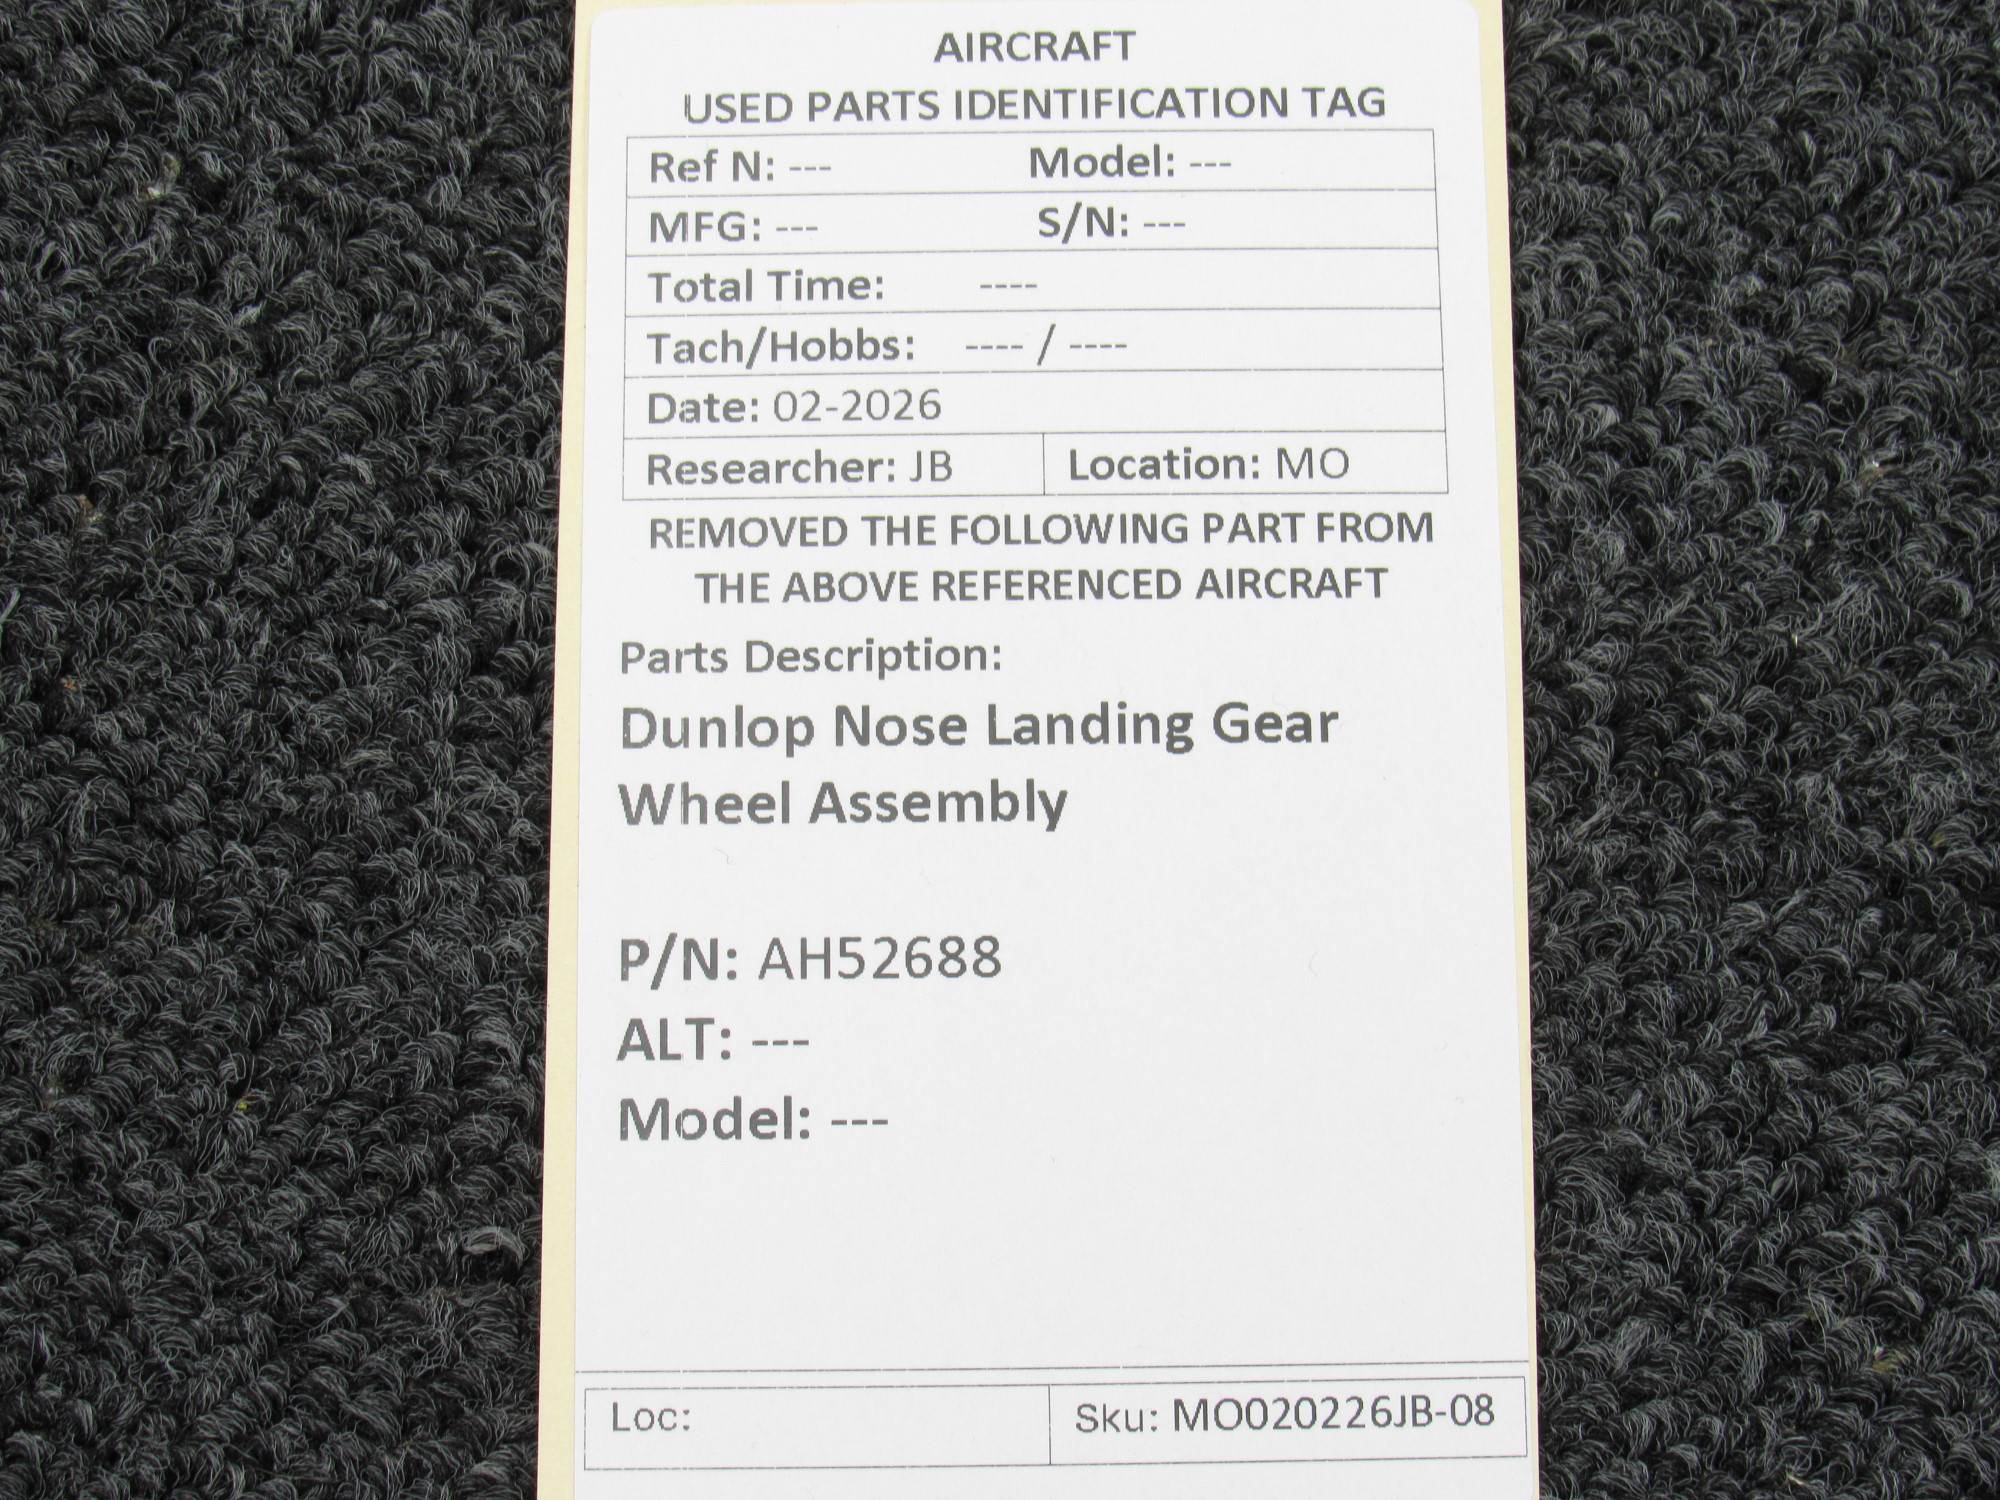 AIRCRAFT
USED PARTS IDENTIFICATION TAG
Ref N: --- Model: ---
MFG: --- S/N: ---
Total Time: ----
Tach/Hobbs: ---- / ----
Date: 02-2026
Researcher: JB Location: MO
REMOVED THE FOLLOWING PART FROM
THE ABOVE REFERENCED AIRCRAFT
Parts Description:
Dunlop Nose Landing Gear
Wheel Assembly
P/N: AH52688
ALT: ---
Model: ---
Loc: Sku: MO020226JB-08